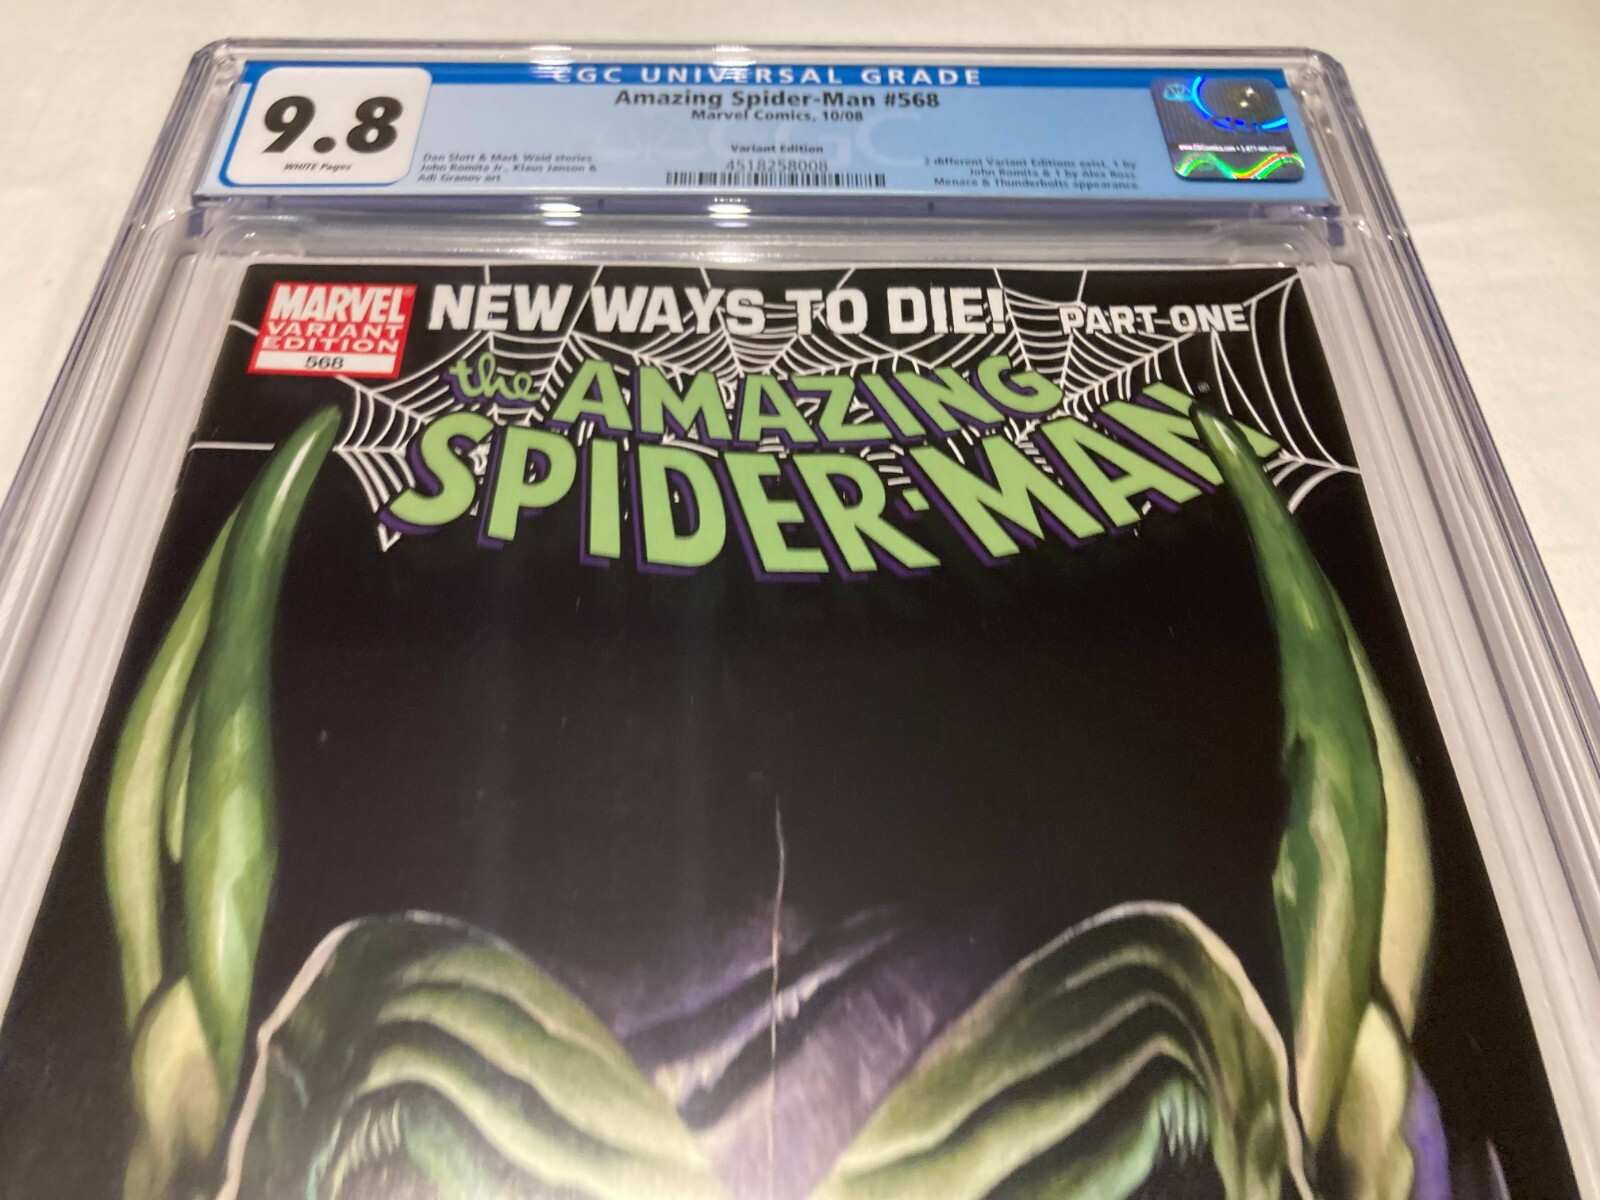 CGC UNIVERSAL GRADE
9.8
WHITE Pages
Amazing Spider-Man #568
Marvel Comics, 10/08
Variant Edition
4518258008
Dan Slott & Mark Waid stories
John Romita Jr., Klaus Janson &
Adi Granov art
2 different Variant Editions exist, 1 by
John Romita & 1 by Alex Ross.
Menace & Thunderbolts appearance.
CGC
MARVEL
VARIANT
EDITION
568
NEW WAYS TO DIE! PART ONE
the AMAZING
SPIDER-MAN